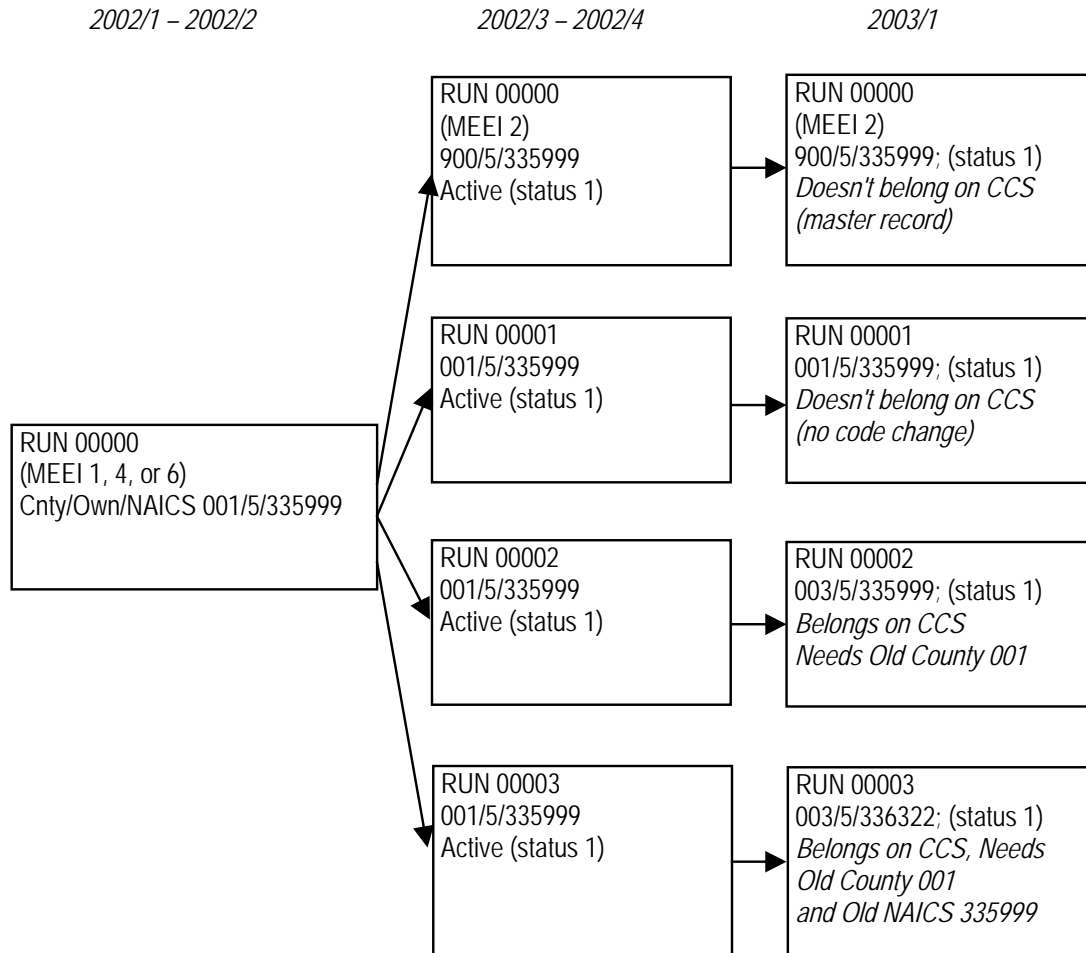 2002/1 – 2002/2
2002/3 – 2002/4
2003/1
RUN 00000
(MEEI 1, 4, or 6)
Cnty/Own/NAICS 001/5/335999
RUN 00000
(MEEI 2)
900/5/335999
Active (status 1)
RUN 00000
(MEEI 2)
900/5/335999; (status 1)
Doesn't belong on CCS
(master record)
RUN 00001
001/5/335999
Active (status 1)
RUN 00001
001/5/335999; (status 1)
Doesn't belong on CCS
(no code change)
RUN 00002
001/5/335999
Active (status 1)
RUN 00002
003/5/335999; (status 1)
Belongs on CCS
Needs Old County 001
RUN 00003
001/5/335999
Active (status 1)
RUN 00003
003/5/336322; (status 1)
Belongs on CCS, Needs
Old County 001
and Old NAICS 335999